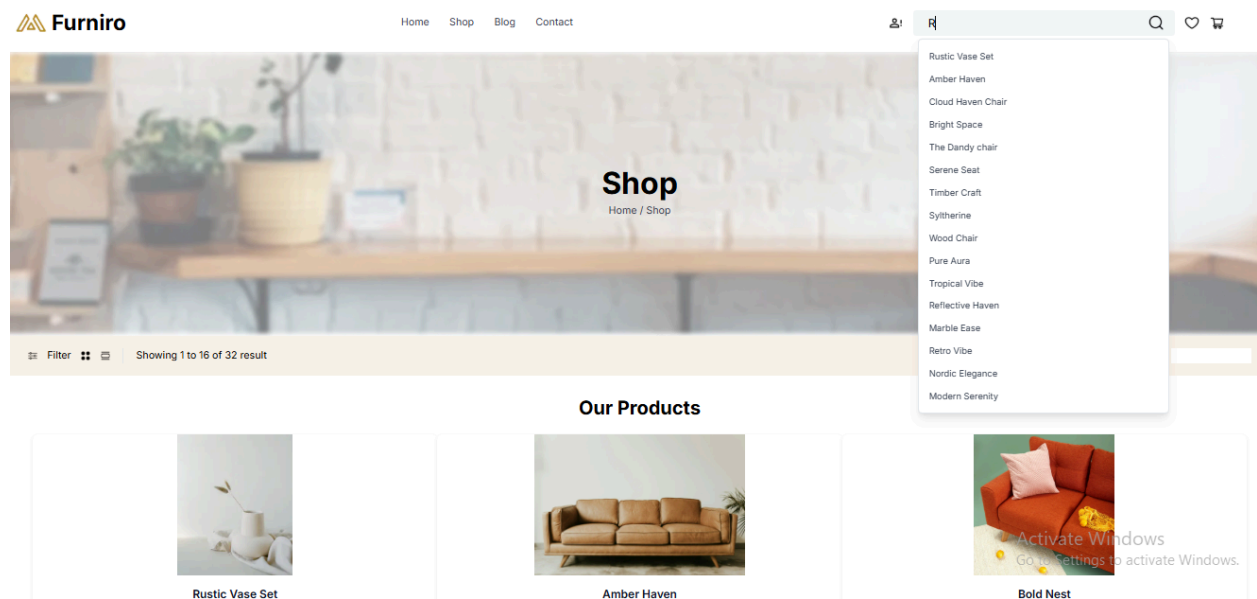 Furniro
Home Shop Blog Contact
R
Rustic Vase Set
Amber Haven
Cloud Haven Chair
Bright Space
The Dandy chair
Serene Seat
Timber Craft
Syltherine
Wood Chair
Pure Aura
Tropical Vibe
Reflective Haven
Marble Ease
Retro Vibe
Nordic Elegance
Modern Serenity
Shop
Home / Shop
Filter
Showing 1 to 16 of 32 result
Our Products
Rustic Vase Set
Amber Haven
Bold Nest
Activate Windows
Go to Settings to activate Windows.